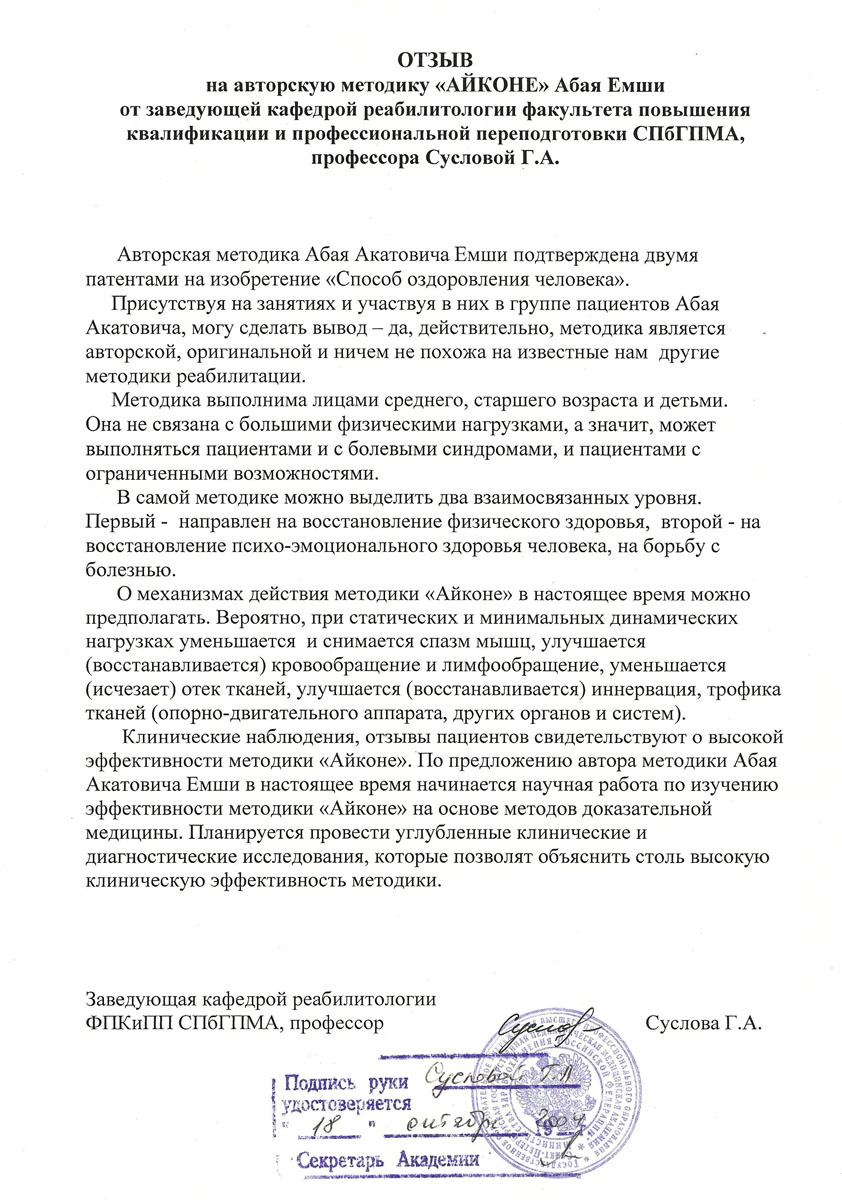 ОТЗЫВ
на авторскую методику «АЙКОНЕ» Абая Емши
от заведующей кафедрой реабилитологии факультета повышения
квалификации и профессиональной переподготовки СПбГПМА,
профессора Сусловой Г.А.
Авторская методика Абая Акатовича Емши подтверждена двумя
патентами на изобретение «Способ оздоровления человека».
Присутствуя на занятиях и участвуя в них в группе пациентов Абая
Акатовича, могу сделать вывод – да, действительно, методика является
авторской, оригинальной и ничем не похожа на известные нам другие
методики реабилитации.
Методика выполнима лицами среднего, старшего возраста и детьми.
Она не связана с большими физическими нагрузками, а значит, может
выполняться пациентами и с болевыми синдромами, и пациентами с
ограниченными возможностями.
В самой методике можно выделить два взаимосвязанных уровня.
Первый - направлен на восстановление физического здоровья, второй - на
восстановление психо-эмоционального здоровья человека, на борьбу с
болезнью.
О механизмах действия методики «Айконе» в настоящее время можно
предполагать. Вероятно, при статических и минимальных динамических
нагрузках уменьшается и снимается спазм мышц, улучшается
(восстанавливается) кровообращение и лимфообращение, уменьшается
(исчезает) отек тканей, улучшается (восстанавливается) иннервация, трофика
тканей (опорно-двигательного аппарата, других органов и систем).
Клинические наблюдения, отзывы пациентов свидетельствуют о высокой
эффективности методики «Айконе». По предложению автора методики Абая
Акатовича Емши в настоящее время начинается научная работа по изучению
эффективности методики «Айконе» на основе методов доказательной
медицины. Планируется провести углубленные клинические и
диагностические исследования, которые позволят объяснить столь высокую
клиническую эффективность методики.
Заведующая кафедрой реабилитологии
ФПКиПП СПбГПМА, профессор Суслова Г.А.
Подпись руки Сусловой Г.А
удостоверяется
"18" октября
Секретарь Академии